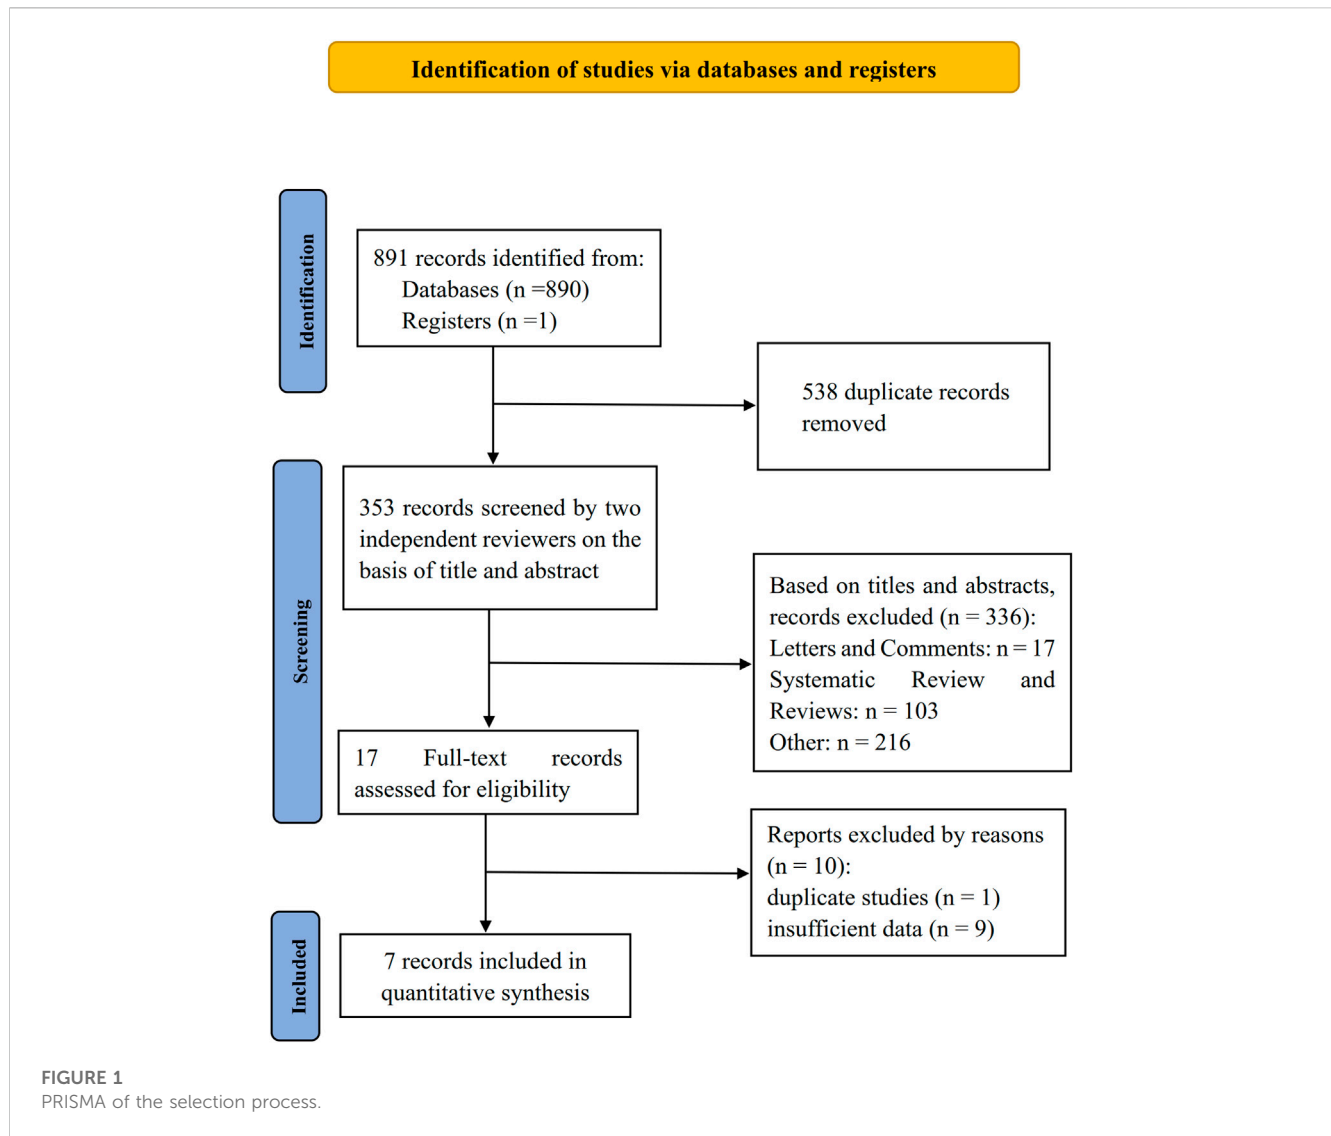 Identification of studies via databases and registers
Identification
891 records identified from:
Databases (n =890)
Registers (n =1)
538 duplicate records
removed
Screening
353 records screened by two
independent reviewers on the
basis of title and abstract
Based on titles and abstracts,
records excluded (n = 336):
Letters and Comments: n = 17
Systematic Review and
Reviews: n = 103
Other: n = 216
17 Full-text records
assessed for eligibility
Reports excluded by reasons
(n = 10):
duplicate studies (n = 1)
insufficient data (n = 9)
Included
7 records included in
quantitative synthesis
FIGURE 1
PRISMA of the selection process.